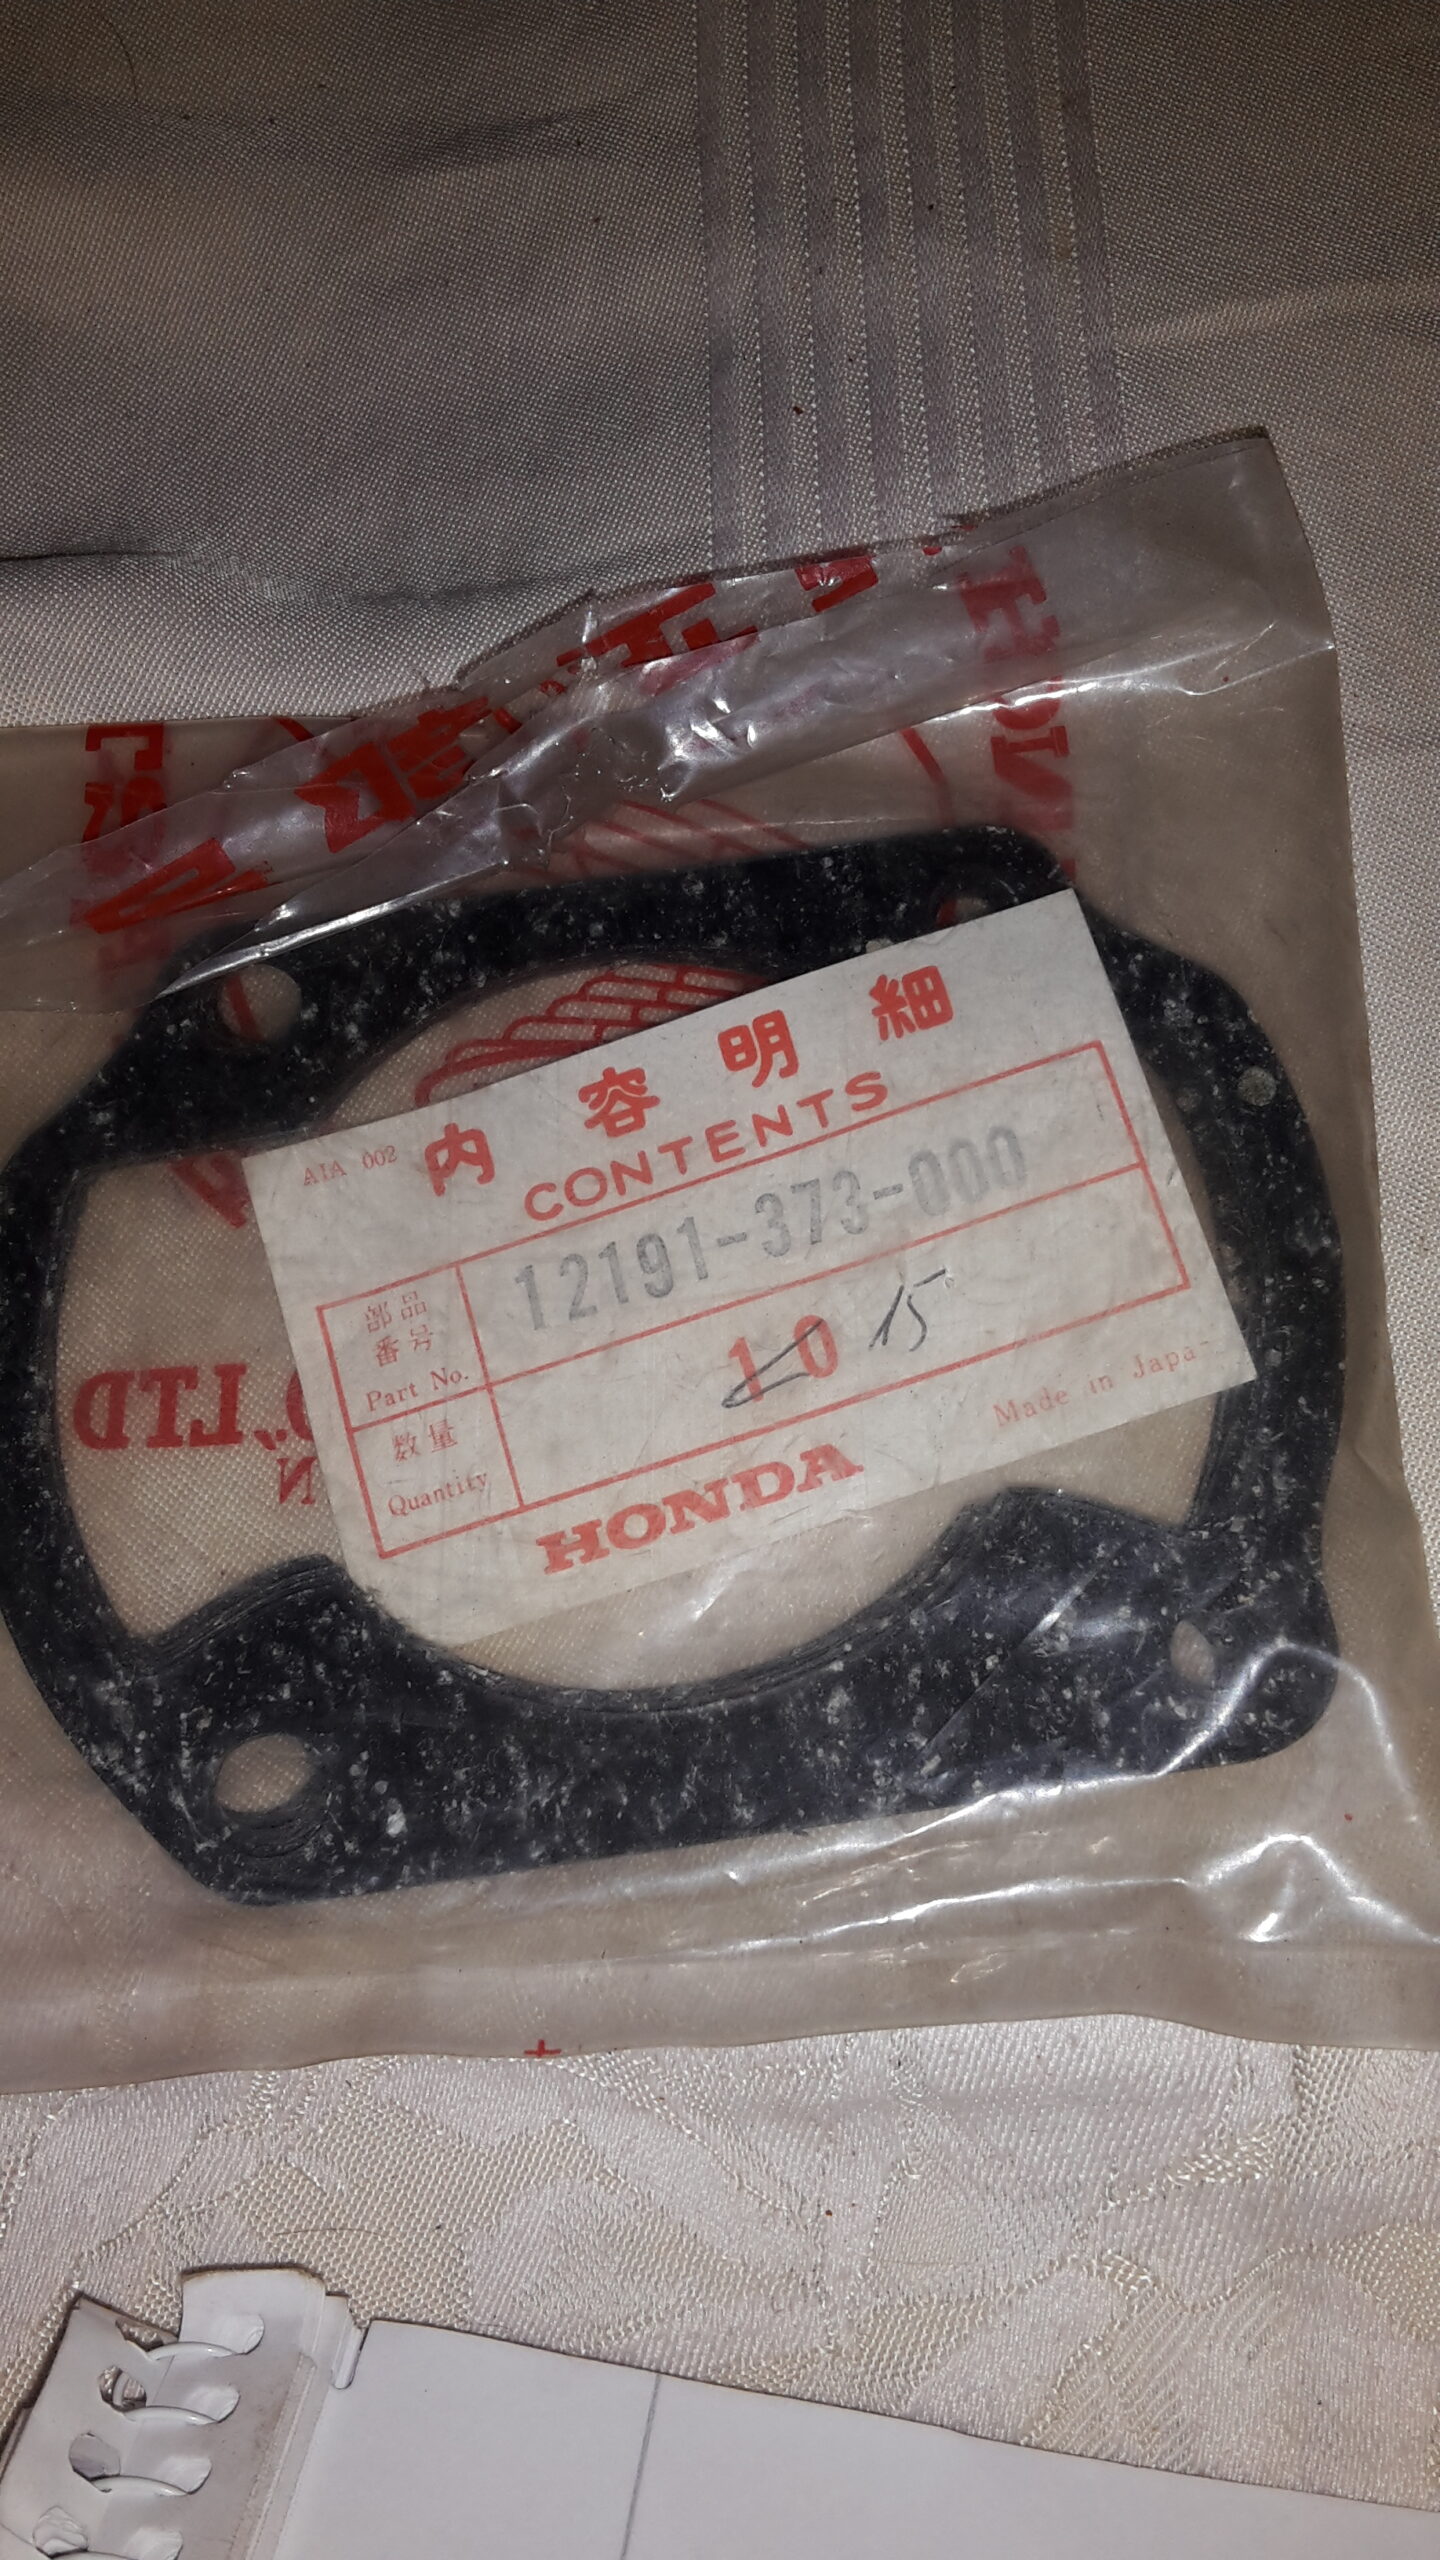 AIA 002
内容明細
CONTENTS
部品
番号
Part No.
12191-373-000
数量
Quantity
10 15
HONDA
Made in Japa
LTD